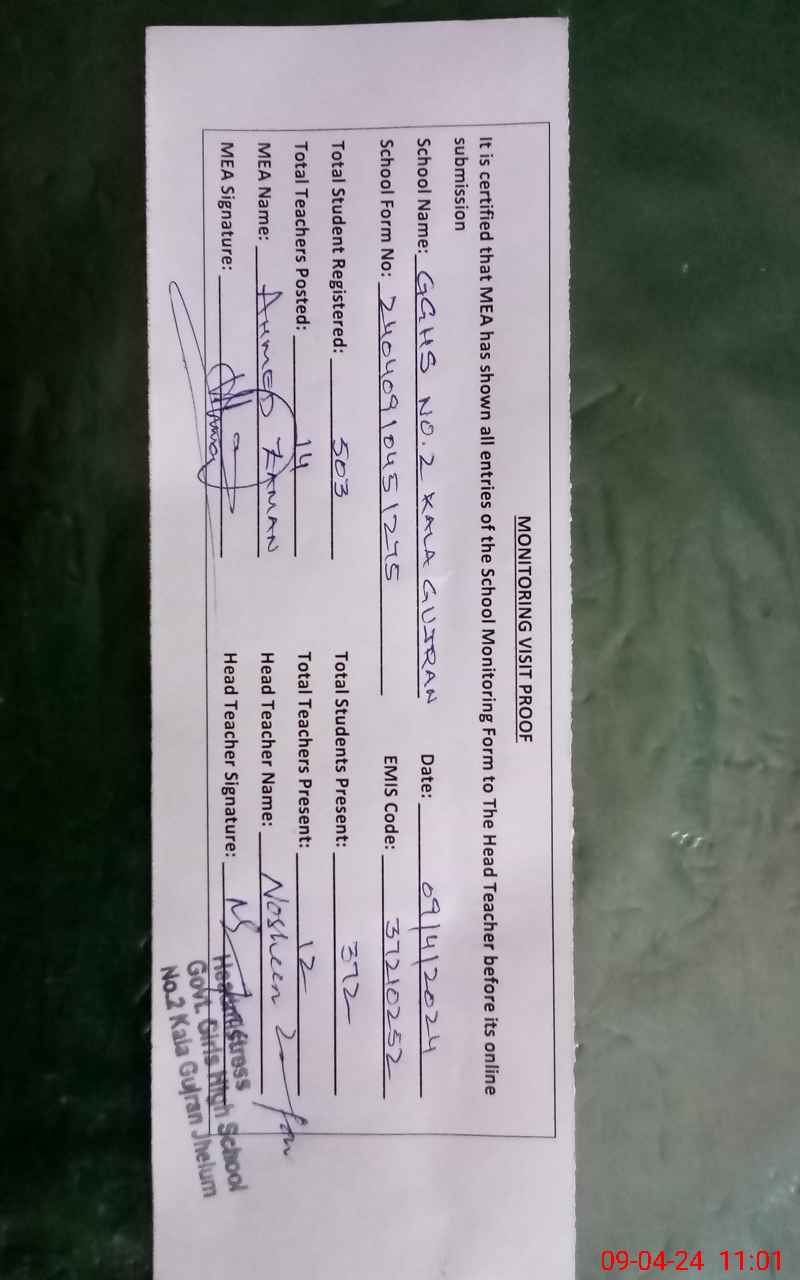 MONITORING VISIT PROOF
It is certified that MEA has shown all entries of the School Monitoring Form to The Head Teacher before its online
submission
School Name: GGHS NO.2 KALA GUJRAN Date: 09/4/2024
School Form No: 24040910451275 EMIS Code: 37210252
Total Student Registered: 503 Total Students Present: 372
Total Teachers Posted: 14 Total Teachers Present: 12
MEA Name: AHMED ZAMAN Head Teacher Name: Nosheen
MEA Signature: Head Teacher Signature:
Headmistress
Govt. Girls High School
No.2 Kala Gujran Jhelum
09-04-24 11:01